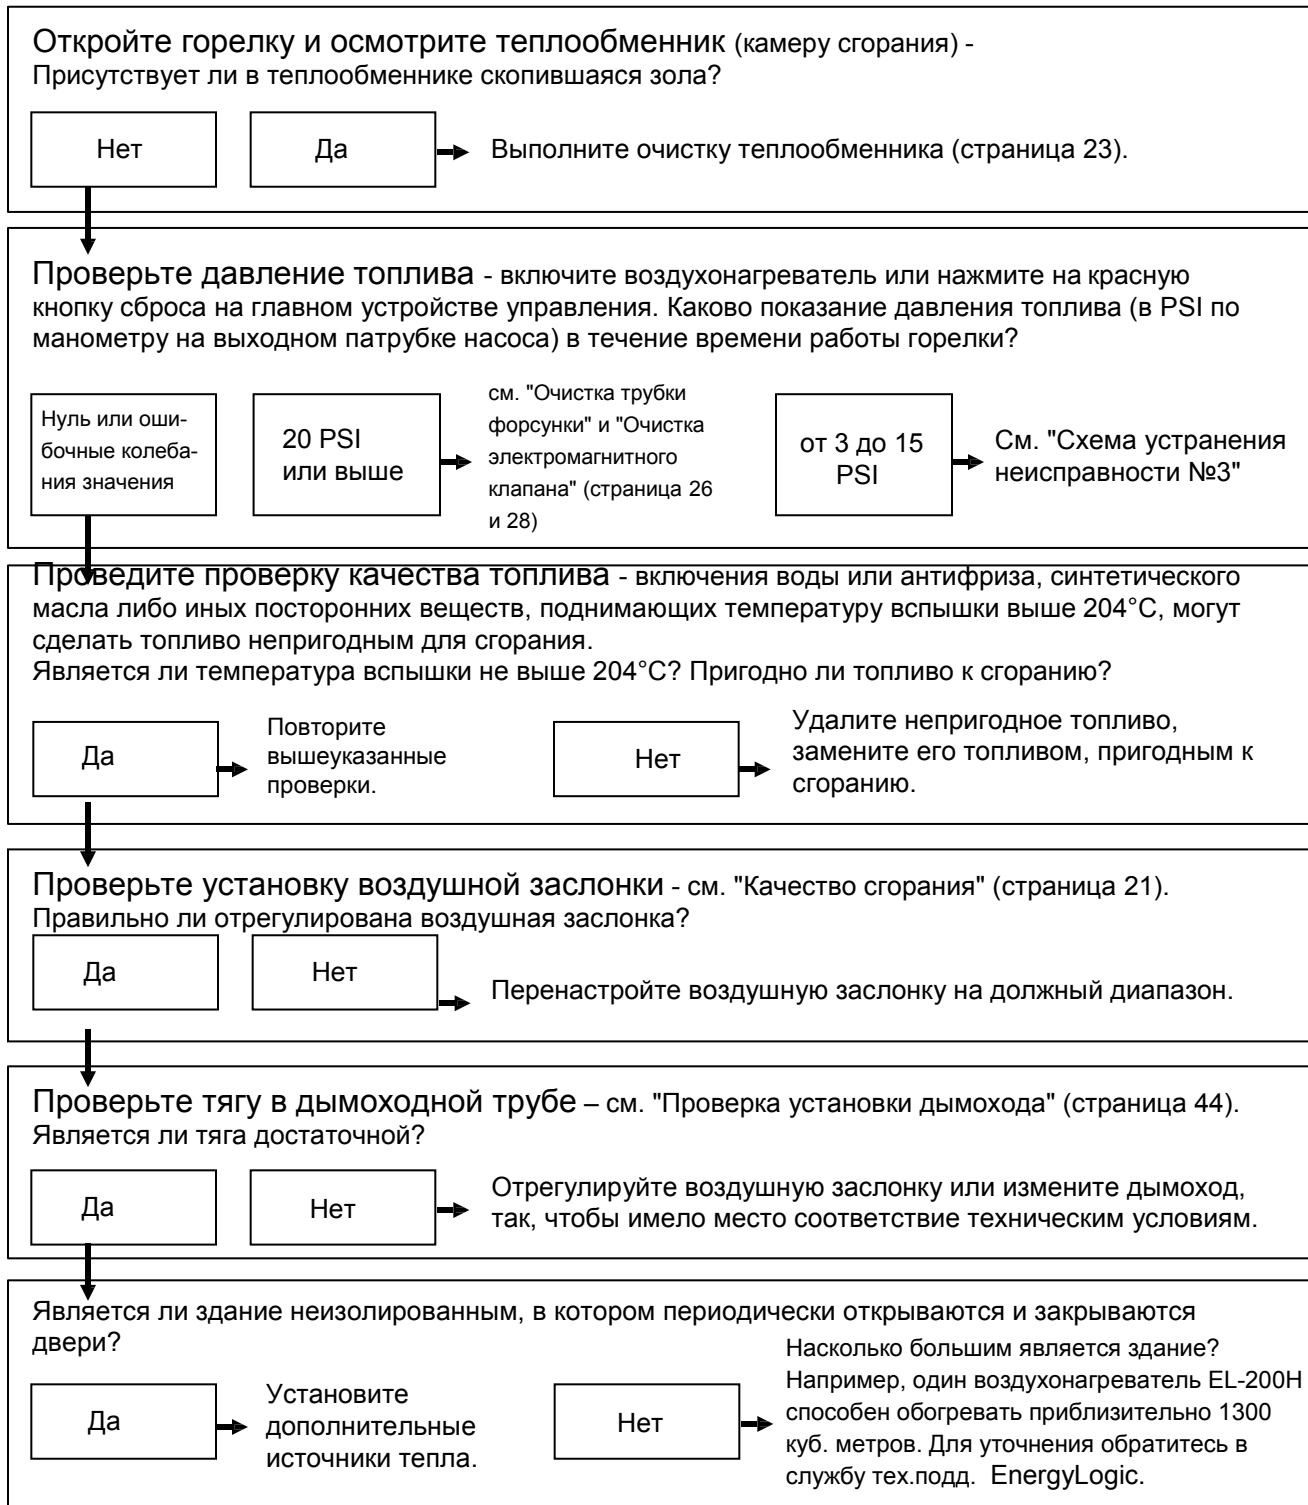 Откройте горелку и осмотрите теплообменник (камеру сгорания) -
Присутствует ли в теплообменнике скопившаяся зола?
Нет
Да
Выполните очистку теплообменника (страница 23).
Проверьте давление топлива - включите воздухонагреватель или нажмите на красную
кнопку сброса на главном устройстве управления. Каково показание давления топлива (в PSI по
манометру на выходном патрубке насоса) в течение времени работы горелки?
Нуль или оши-
бочные колеба-
ния значения
20 PSI
или выше
см. "Очистка трубки
форсунки" и "Очистка
электромагнитного
клапана" (страница 26
и 28)
от 3 до 15
PSI
См. "Схема устранения
неисправности №3"
Проведите проверку качества топлива - включения воды или антифриза, синтетического
масла либо иных посторонних веществ, поднимающих температуру вспышки выше 204°C, могут
сделать топливо непригодным для сгорания.
Является ли температура вспышки не выше 204°C? Пригодно ли топливо к сгоранию?
Да
Повторите
вышеуказанные
проверки.
Нет
Удалите непригодное топливо,
замените его топливом, пригодным к
сгоранию.
Проверьте установку воздушной заслонки - см. "Качество сгорания" (страница 21).
Правильно ли отрегулирована воздушная заслонка?
Да
Нет
Перенастройте воздушную заслонку на должный диапазон.
Проверьте тягу в дымоходной трубе – см. "Проверка установки дымохода" (страница 44).
Является ли тяга достаточной?
Да
Нет
Отрегулируйте воздушную заслонку или измените дымоход,
так, чтобы имело место соответствие техническим условиям.
Является ли здание неизолированным, в котором периодически открываются и закрываются
двери?
Да
Установите
дополнительные
источники тепла.
Нет
Насколько большим является здание?
Например, один воздухонагреватель EL-200H
способен обогревать приблизительно 1300
куб. метров. Для уточнения обратитесь в
службу тех.подд. EnergyLogic.